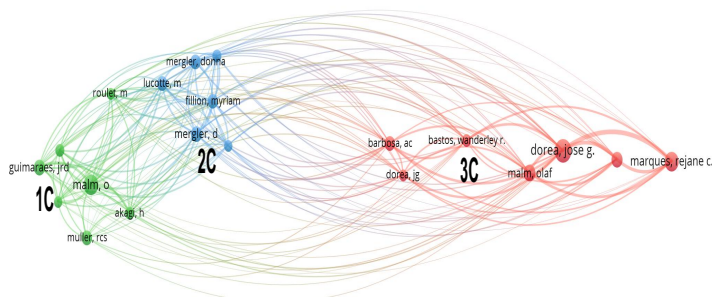 mergler, donna
lucotte, m
roulet, m
fillion, myriam
mergler, d
2C
guimaraes, jrd
malm, o
1C
akagi, h
muller, rcs
barbosa, ac
bastos, wanderley r.
dorea, jose g.
dorea, jg
3C
malm, olaf
marques, rejane c.